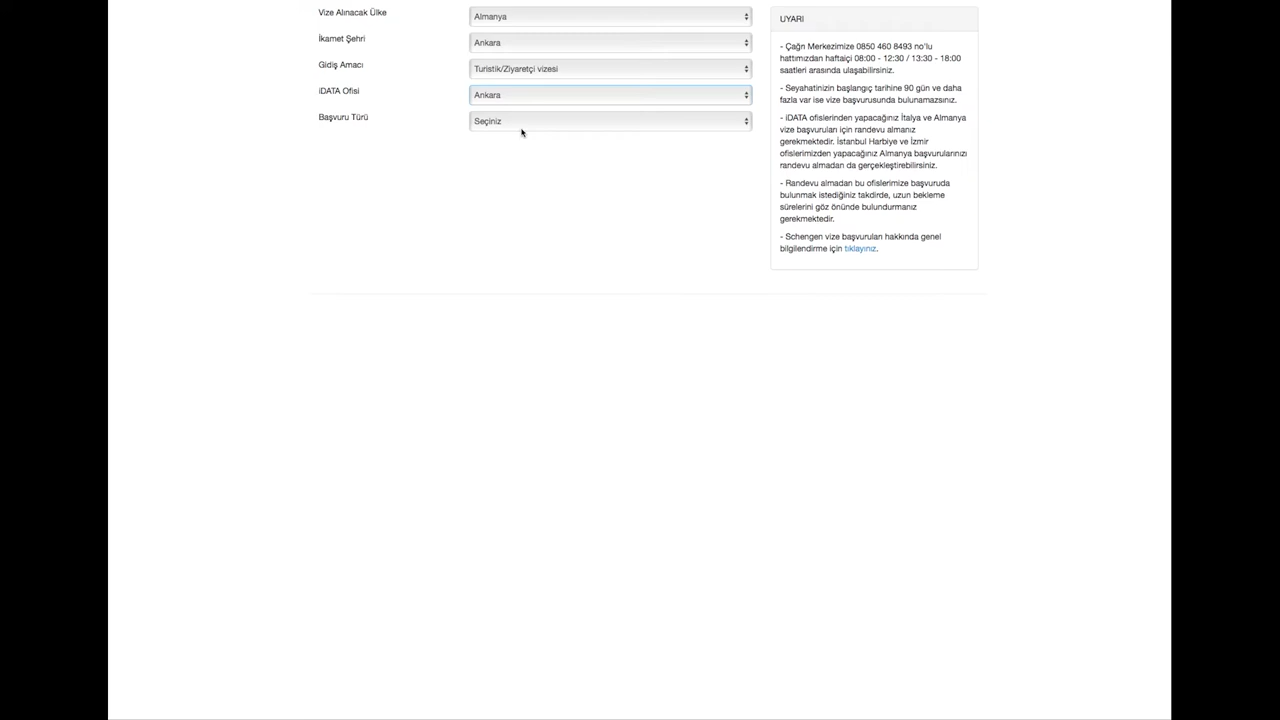 Vize Alınacak Ülke
Almanya
İkamet Şehri
Ankara
Gidiş Amacı
Turistik/Ziyaretçi vizesi
iDATA Ofisi
Ankara
Başvuru Türü
Seçiniz
UYARI
- Çağrı Merkezimize 0850 460 8493 no'lu
hattımızdan haftaiçi 08:00 - 12:30 / 13:30 - 18:00
saatleri arasında ulaşabilirsiniz.
- Seyahatinizin başlangıç tarihine 90 gün ve daha
fazla var ise vize başvurusunda bulunamazsınız.
- iDATA ofislerinden yapacağınız İtalya ve Almanya
vize başvuruları için randevu almanız
gerekmektedir. İstanbul Harbiye ve İzmir
ofislerimizden yapacağınız Almanya başvurularınızı
randevu almadan da gerçekleştirebilirsiniz.
- Randevu almadan bu ofislerimize başvuruda
bulunmak istediğiniz takdirde, uzun bekleme
sürelerini göz önünde bulundurmanız
gerekmektedir.
- Schengen vize başvuruları hakkında genel
bilgilendirme için tıklayınız.